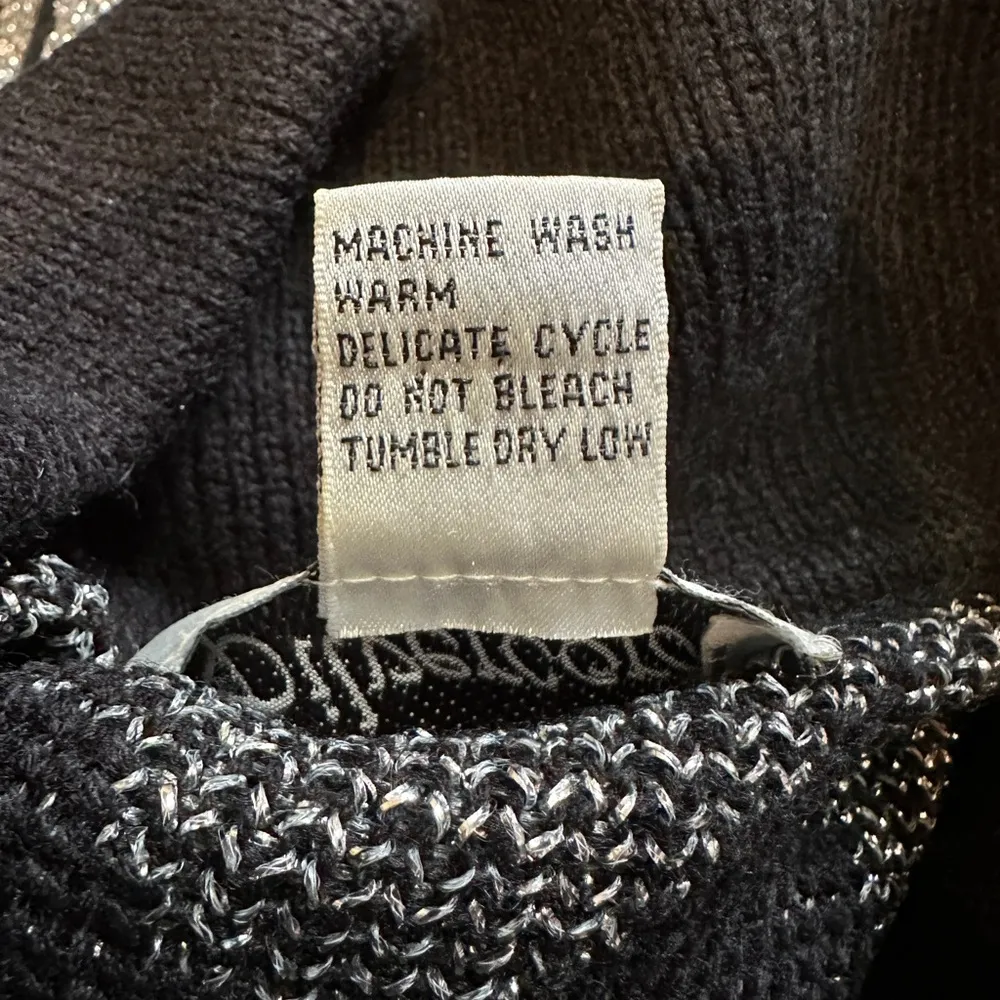 MACHINE WASH
WARM
DELICATE CYCLE
DO NOT BLEACH
TUMBLE DRY LOW